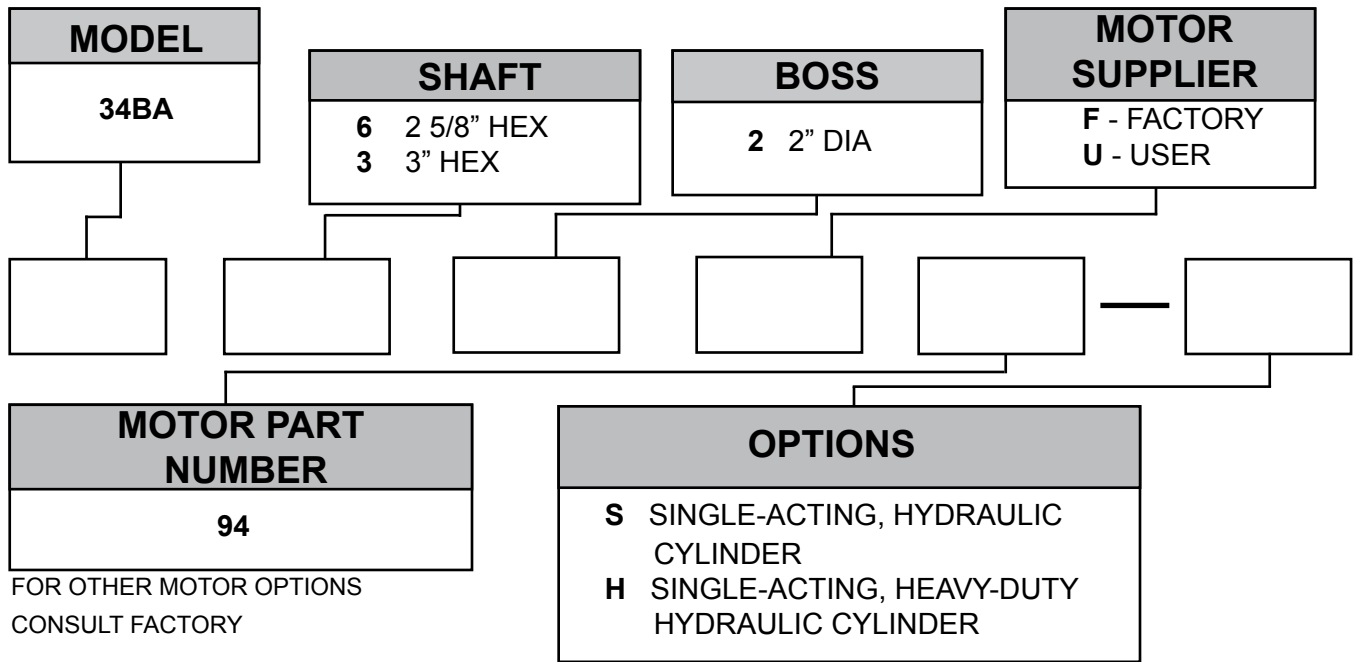 MODEL
34BA
SHAFT
6 2 5/8” HEX
3 3” HEX
BOSS
2 2” DIA
MOTOR
SUPPLIER
F - FACTORY
U - USER
MOTOR PART
NUMBER
94
FOR OTHER MOTOR OPTIONS
CONSULT FACTORY
OPTIONS
S SINGLE-ACTING, HYDRAULIC
CYLINDER
H SINGLE-ACTING, HEAVY-DUTY
HYDRAULIC CYLINDER